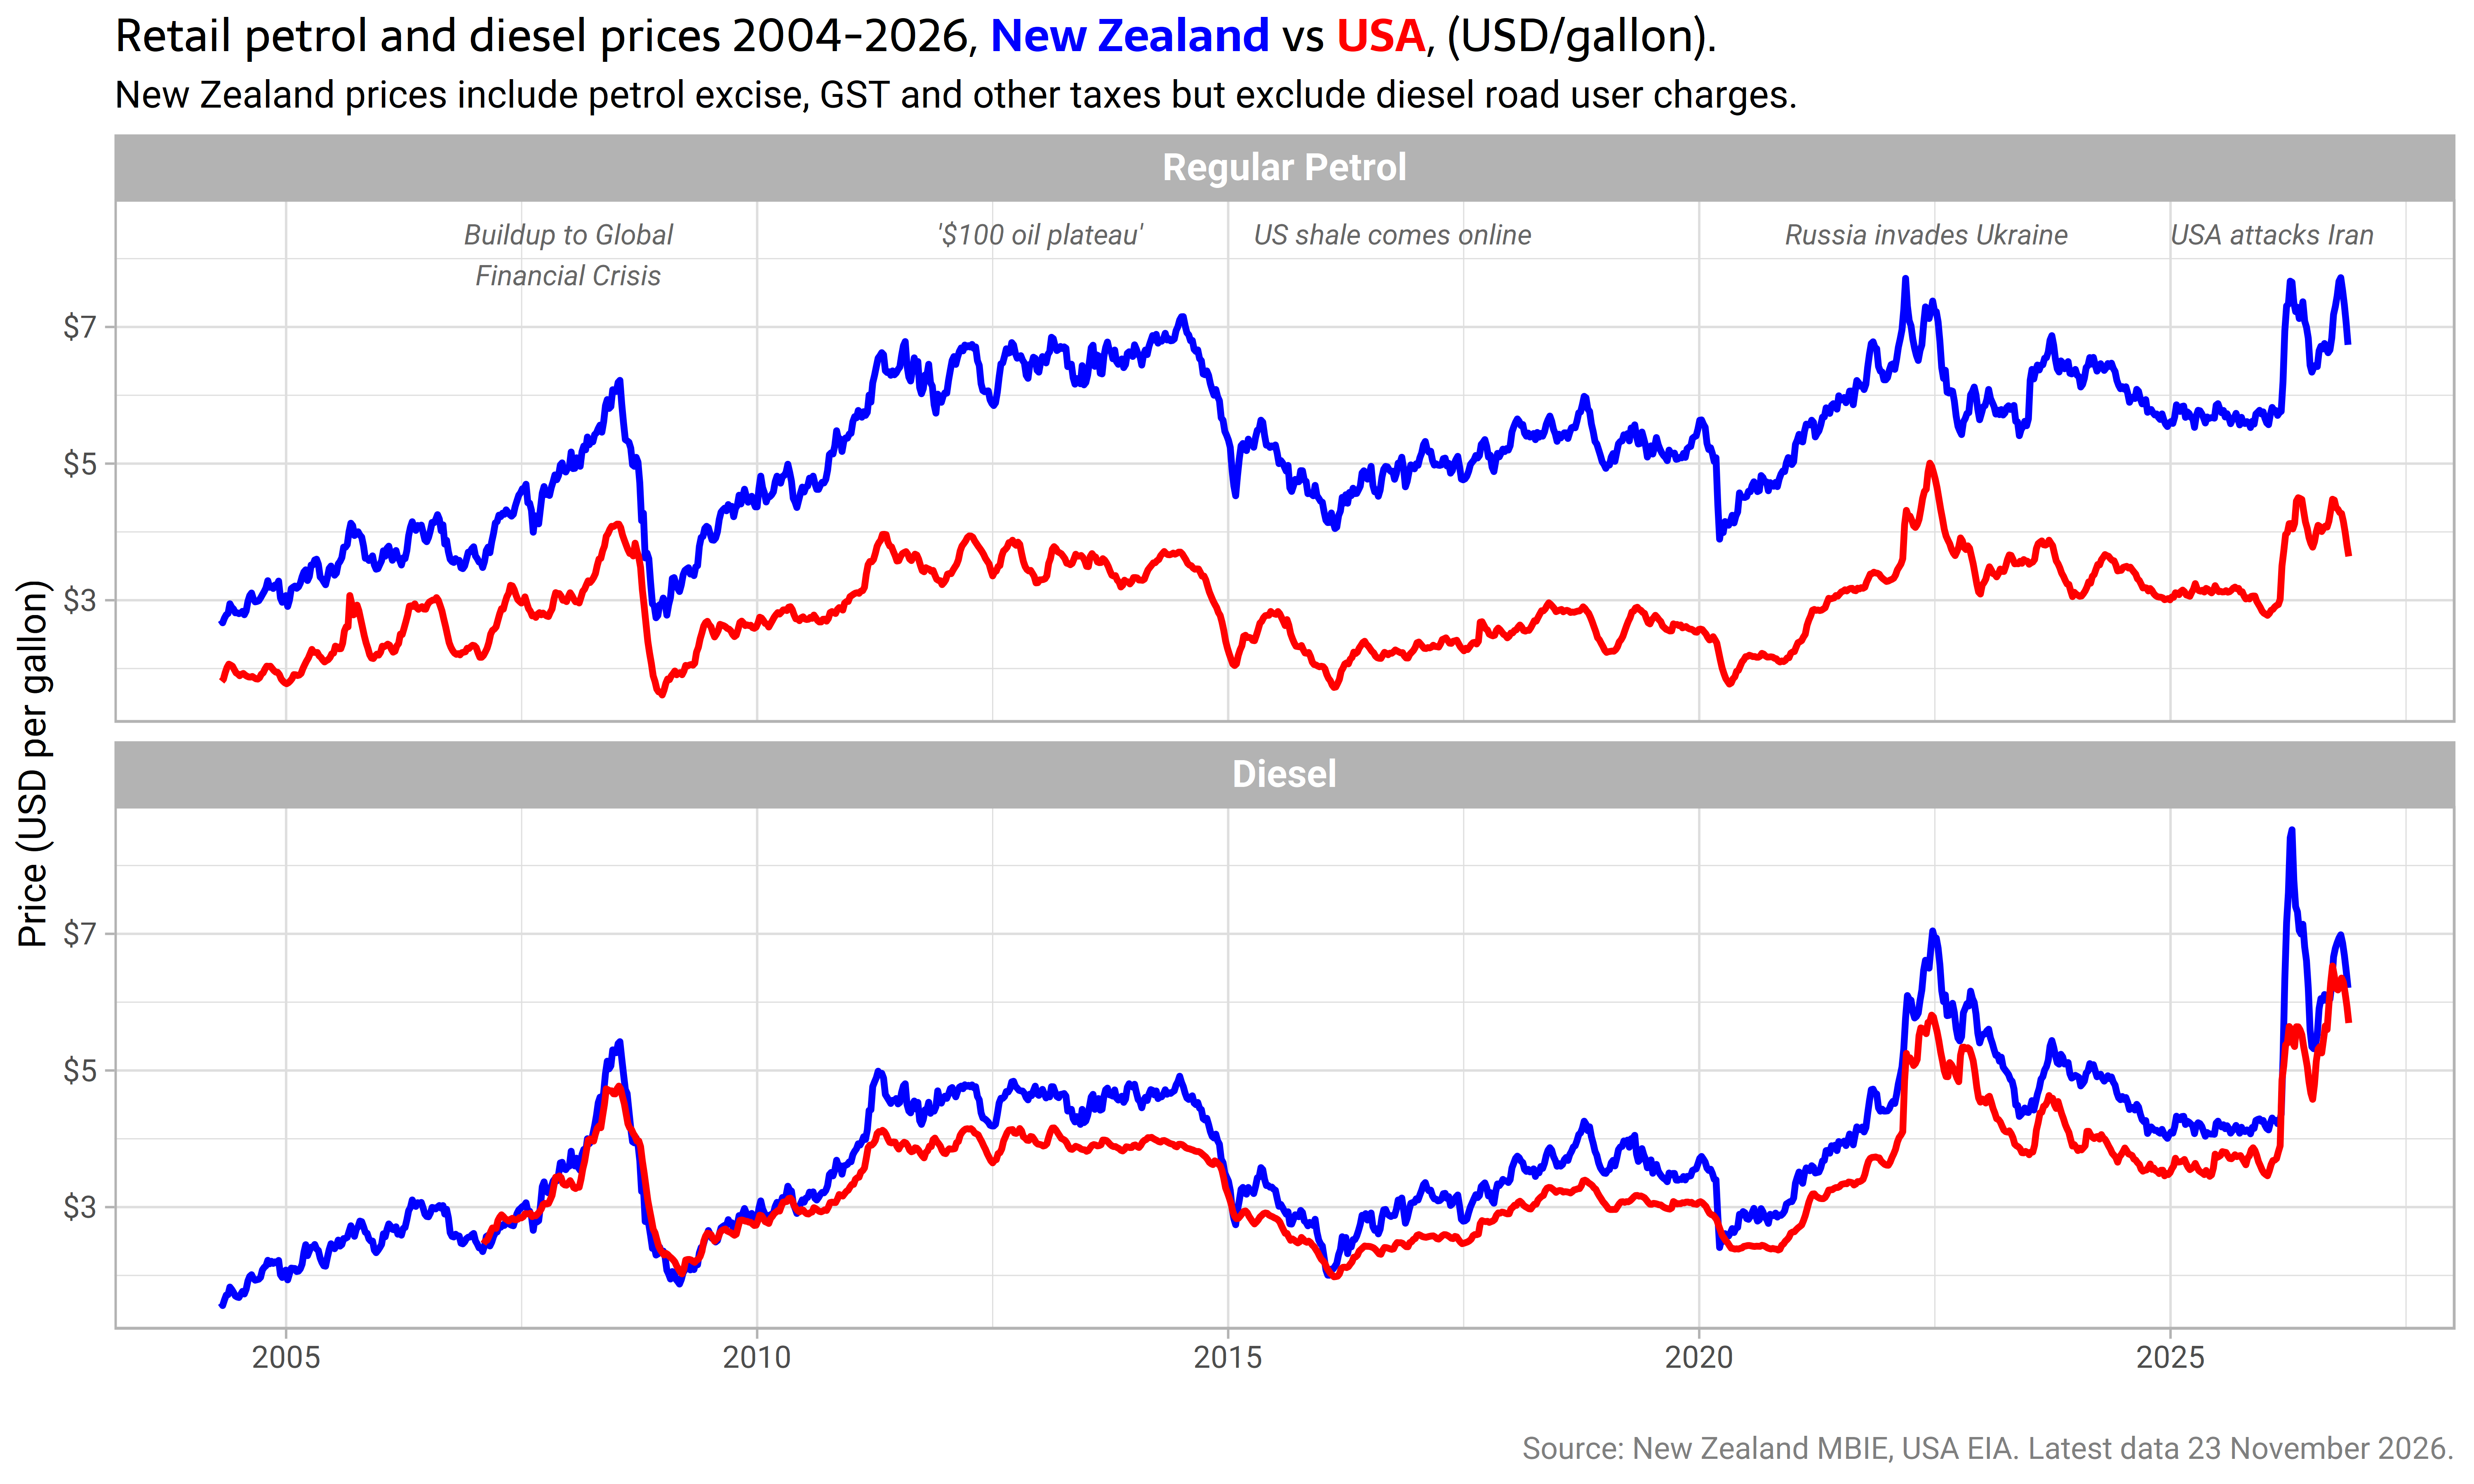 Retail petrol and diesel prices 2004-2026, New Zealand vs USA, (USD/gallon).
New Zealand prices include petrol excise, GST and other taxes but exclude diesel road user charges.
Regular Petrol
Buildup to Global
Financial Crisis
'$100 oil plateau'
US shale comes online
Russia invades Ukraine
USA attacks Iran
$7
$5
$3
Price (USD per gallon)
Diesel
$7
$5
$3
2005
2010
2015
2020
2025
Source: New Zealand MBIE, USA EIA. Latest data 23 November 2026.